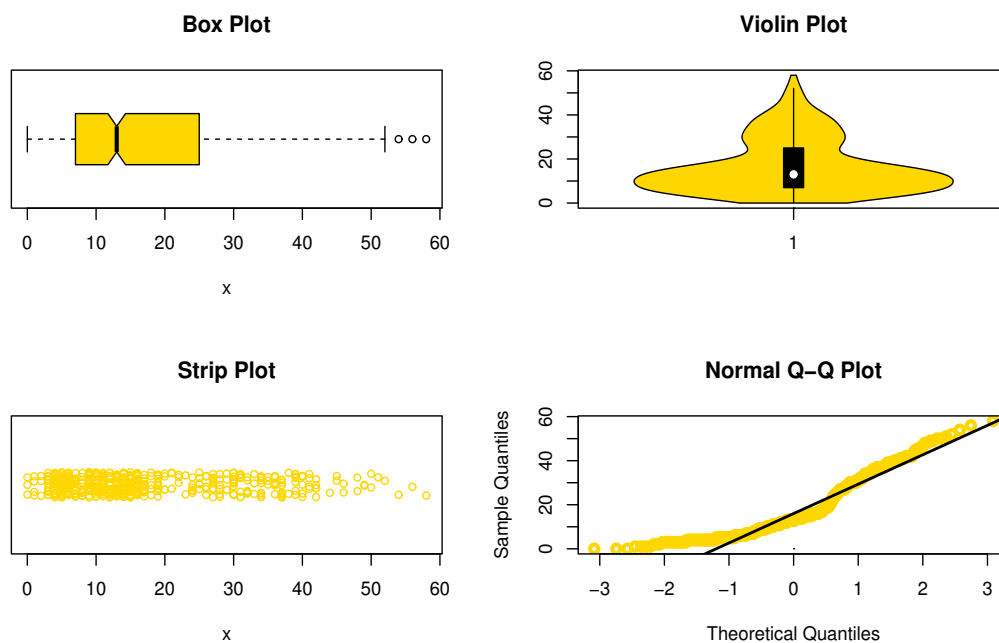 Box Plot
0 10 20 30 40 50 60
x
Violin Plot
60
40
20
0
1
Strip Plot
0 10 20 30 40 50 60
x
Normal Q−Q Plot
Sample Quantiles
60
40
20
0
−3 −2 −1 0 1 2 3
Theoretical Quantiles